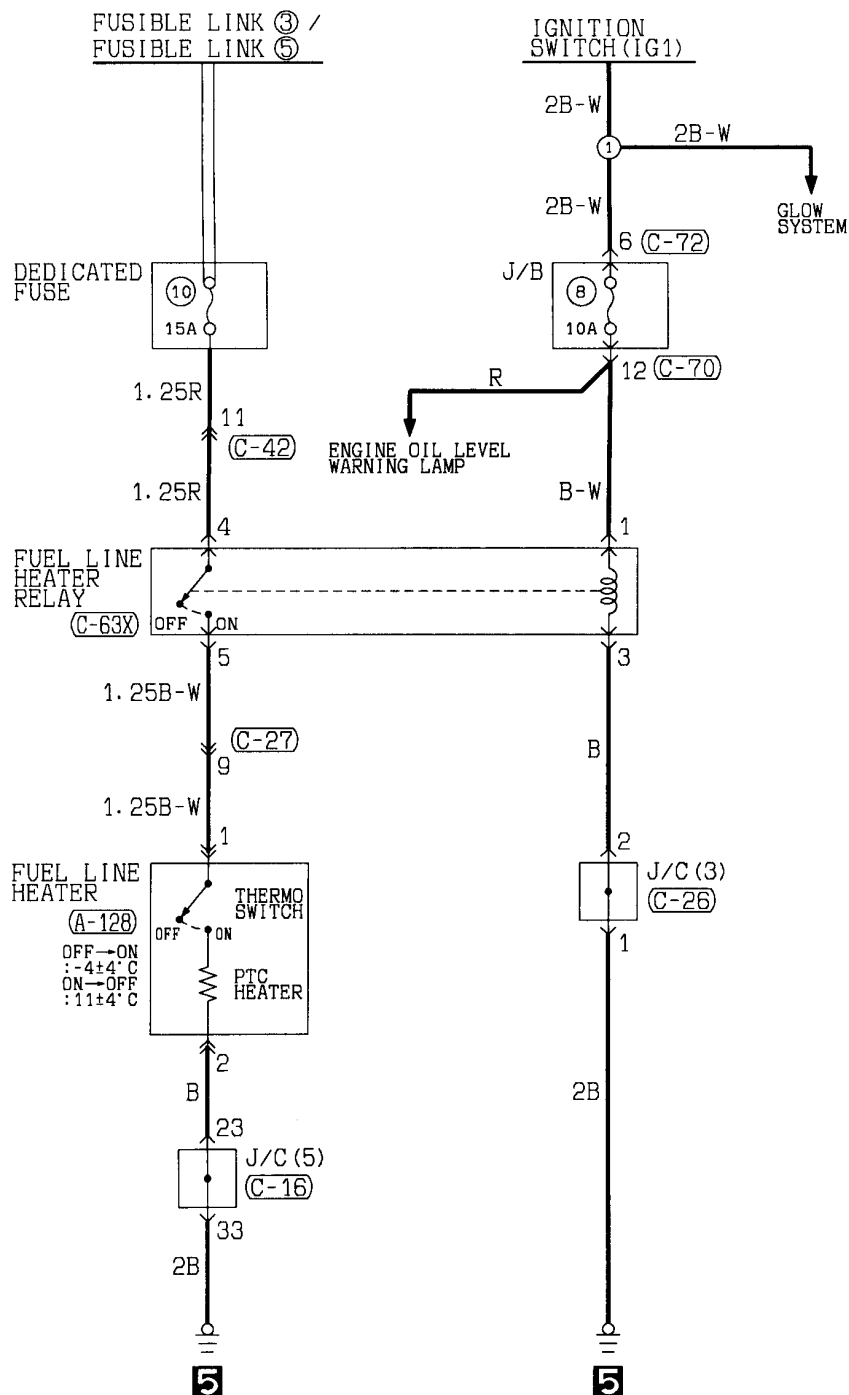 FUSIBLE LINK ③ /
FUSIBLE LINK ⑤
IGNITION
SWITCH(IG1)
2B-W
①
2B-W
2B-W
GLOW
SYSTEM
6 (C-72)
DEDICATED
FUSE
⑩
15A
J/B
⑧
10A
12 (C-70)
R
ENGINE OIL LEVEL
WARNING LAMP
1.25R
11
(C-42)
1.25R
B-W
4
1
FUEL LINE
HEATER
RELAY
(C-63X)
OFF
ON
5
3
1.25B-W
(C-27)
9
B
1.25B-W
1
2
FUEL LINE
HEATER
(A-128)
THERMO
SWITCH
OFF
ON
OFF→ON
:-4±4°C
ON→OFF
:11±4°C
PTC
HEATER
J/C(3)
(C-26)
1
2
B
23
J/C(5)
(C-16)
33
2B
2B
5
5